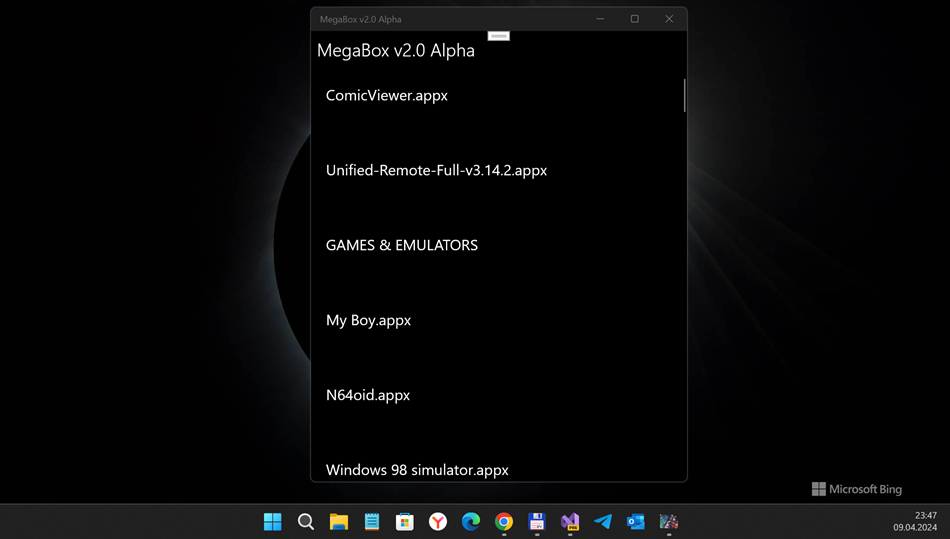 MegaBox v2.0 Alpha
MegaBox v2.0 Alpha
ComicViewer.appx
Unified-Remote-Full-v3.14.2.appx
GAMES & EMULATORS
My Boy.appx
N64oid.appx
Windows 98 simulator.appx
Microsoft Bing
23:47
09.04.2024